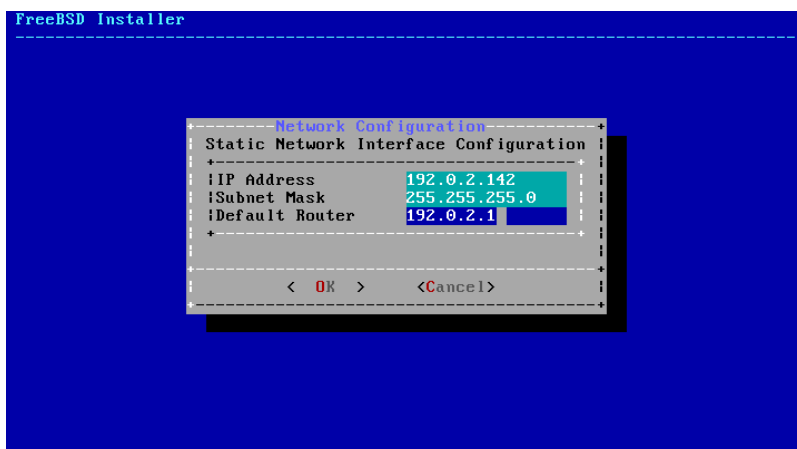 FreeBSD Installer
Network Configuration
Static Network Interface Configuration
IP Address 192.0.2.142
Subnet Mask 255.255.255.0
Default Router 192.0.2.1
< OK > <Cancel>